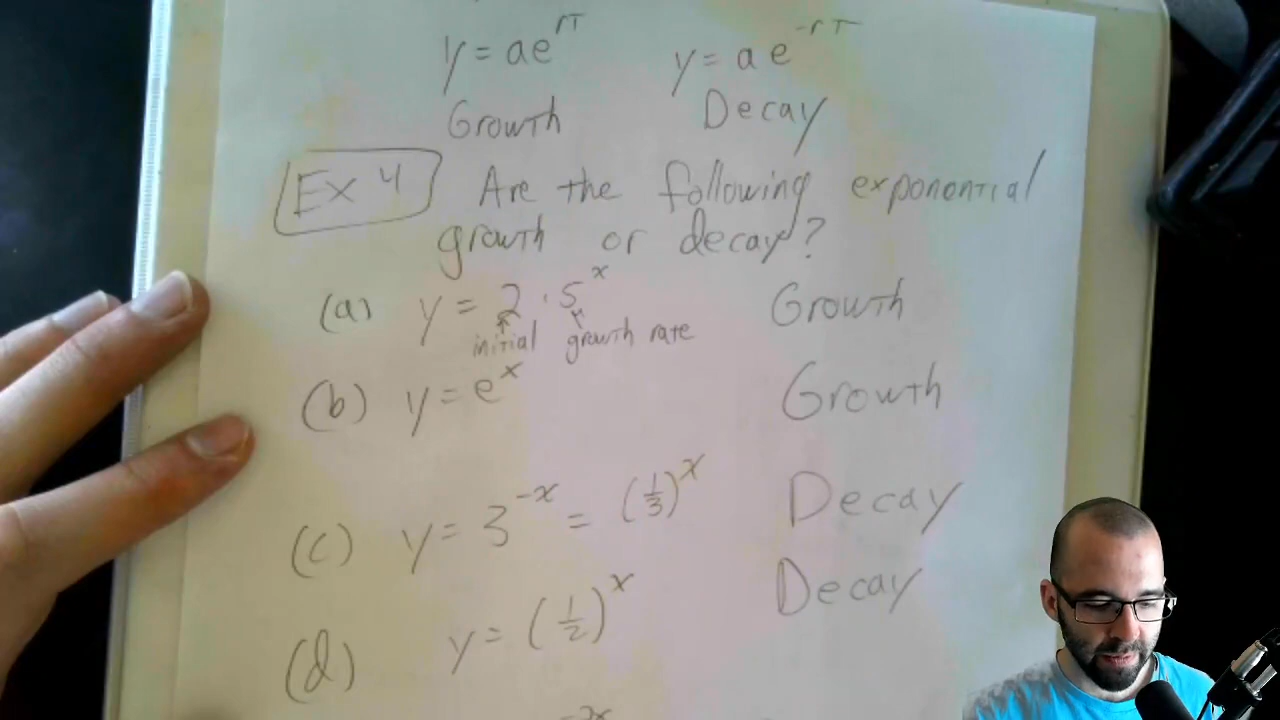 y = ae^{rt} y = ae^{-rt}
Growth Decay
Ex 4 Are the following exponential
growth or decay?
(a) y = 2 · 5^x Growth
initial growth rate
(b) y = e^x Growth
(c) y = 3^{-x} = (1/3)^x Decay
(d) y = (1/2)^x Decay
-2x